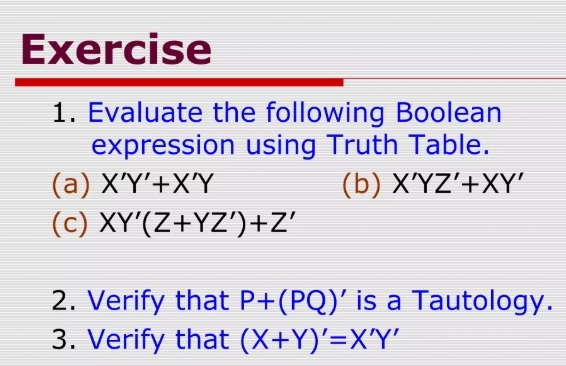 Exercise
1. Evaluate the following Boolean
expression using Truth Table.
(a) X’Y’+X’Y (b) X’YZ’+XY’
(c) XY’(Z+YZ’)+Z’
2. Verify that P+(PQ)’ is a Tautology.
3. Verify that (X+Y)’=X’Y’